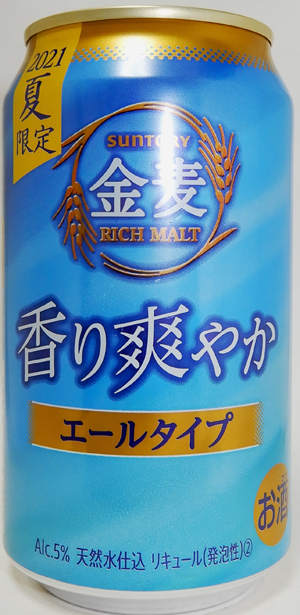 2021
夏
限定
SUNTORY
金麦
RICH MALT
香り爽やか
エールタイプ
お酒
Alc.5% 天然水仕込 リキュール(発泡性)②